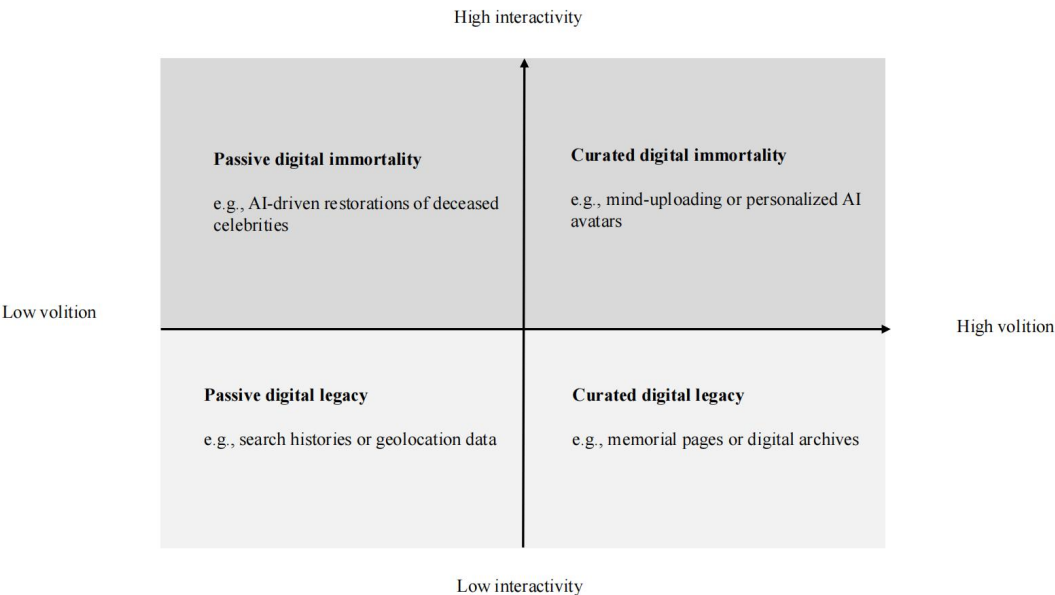 High interactivity
Passive digital immortality
e.g., AI-driven restorations of deceased
celebrities
Curated digital immortality
e.g., mind-uploading or personalized AI
avatars
Low volition
High volition
Passive digital legacy
e.g., search histories or geolocation data
Curated digital legacy
e.g., memorial pages or digital archives
Low interactivity